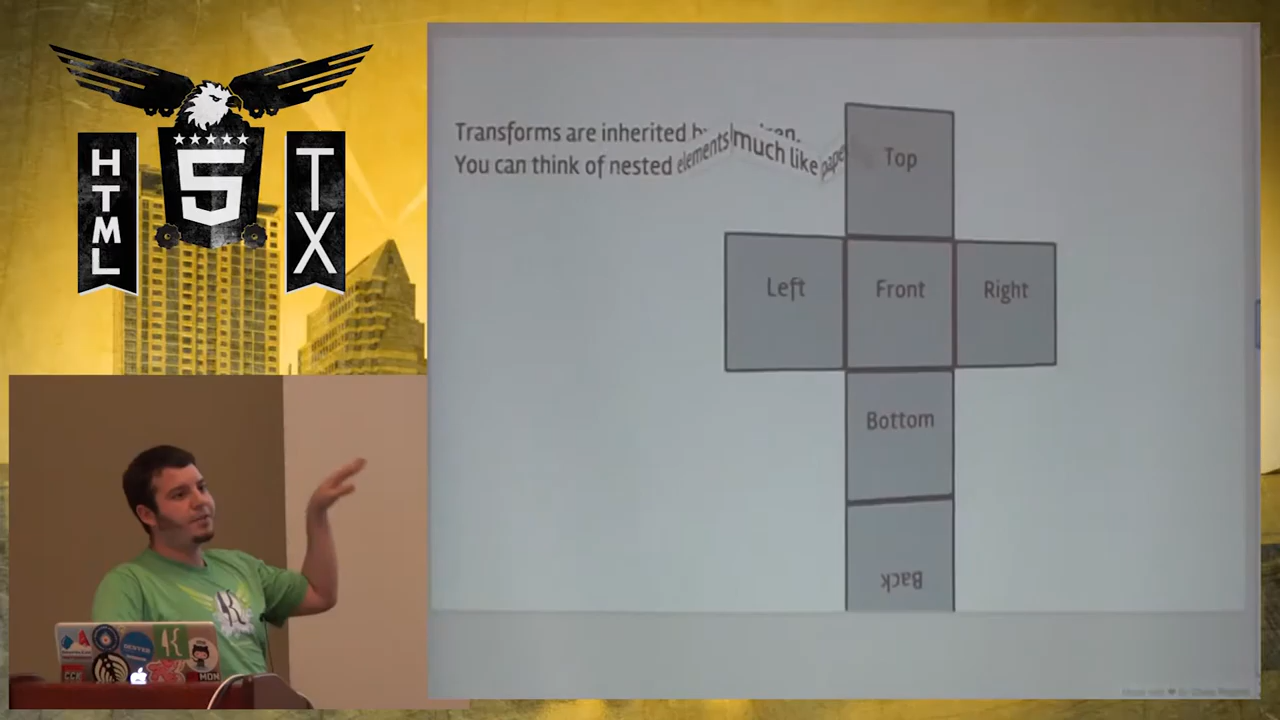 HTML
5
TX
Transforms are inherited
You can think of nested elements much like
Top
Left
Front
Right
Bottom
Back
K
MDN